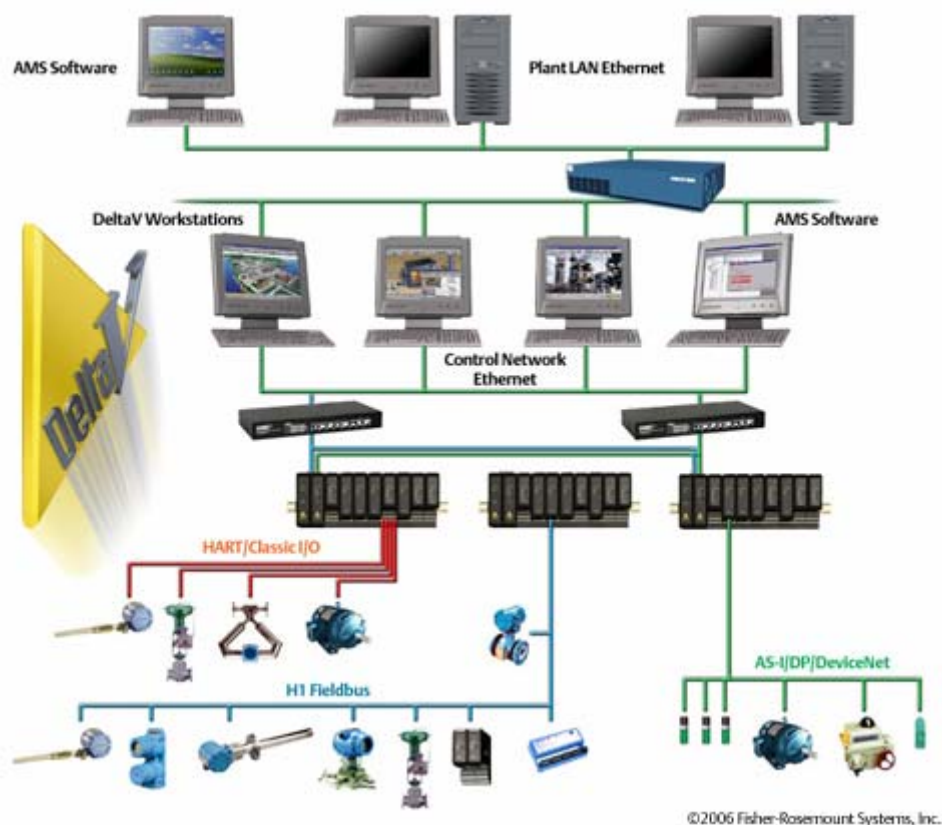 AMS Software
Plant LAN Ethernet
DeltaV Workstations
AMS Software
DeltaV
Control Network
Ethernet
HART/Classic I/O
AS-I/DP/DeviceNet
H1 Fieldbus
©2006 Fisher-Rosemount Systems, Inc.